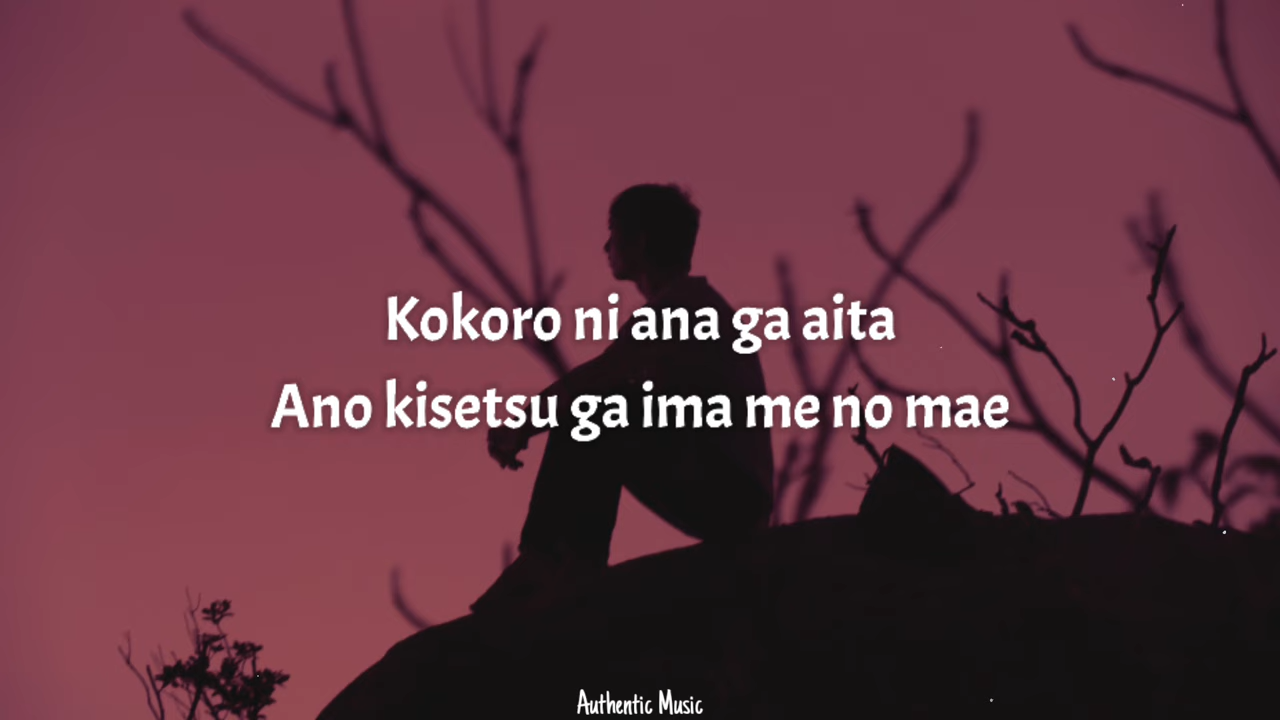 Kokoro ni ana ga aita
Ano kisetsu ga ima me no mae
Authentic Music